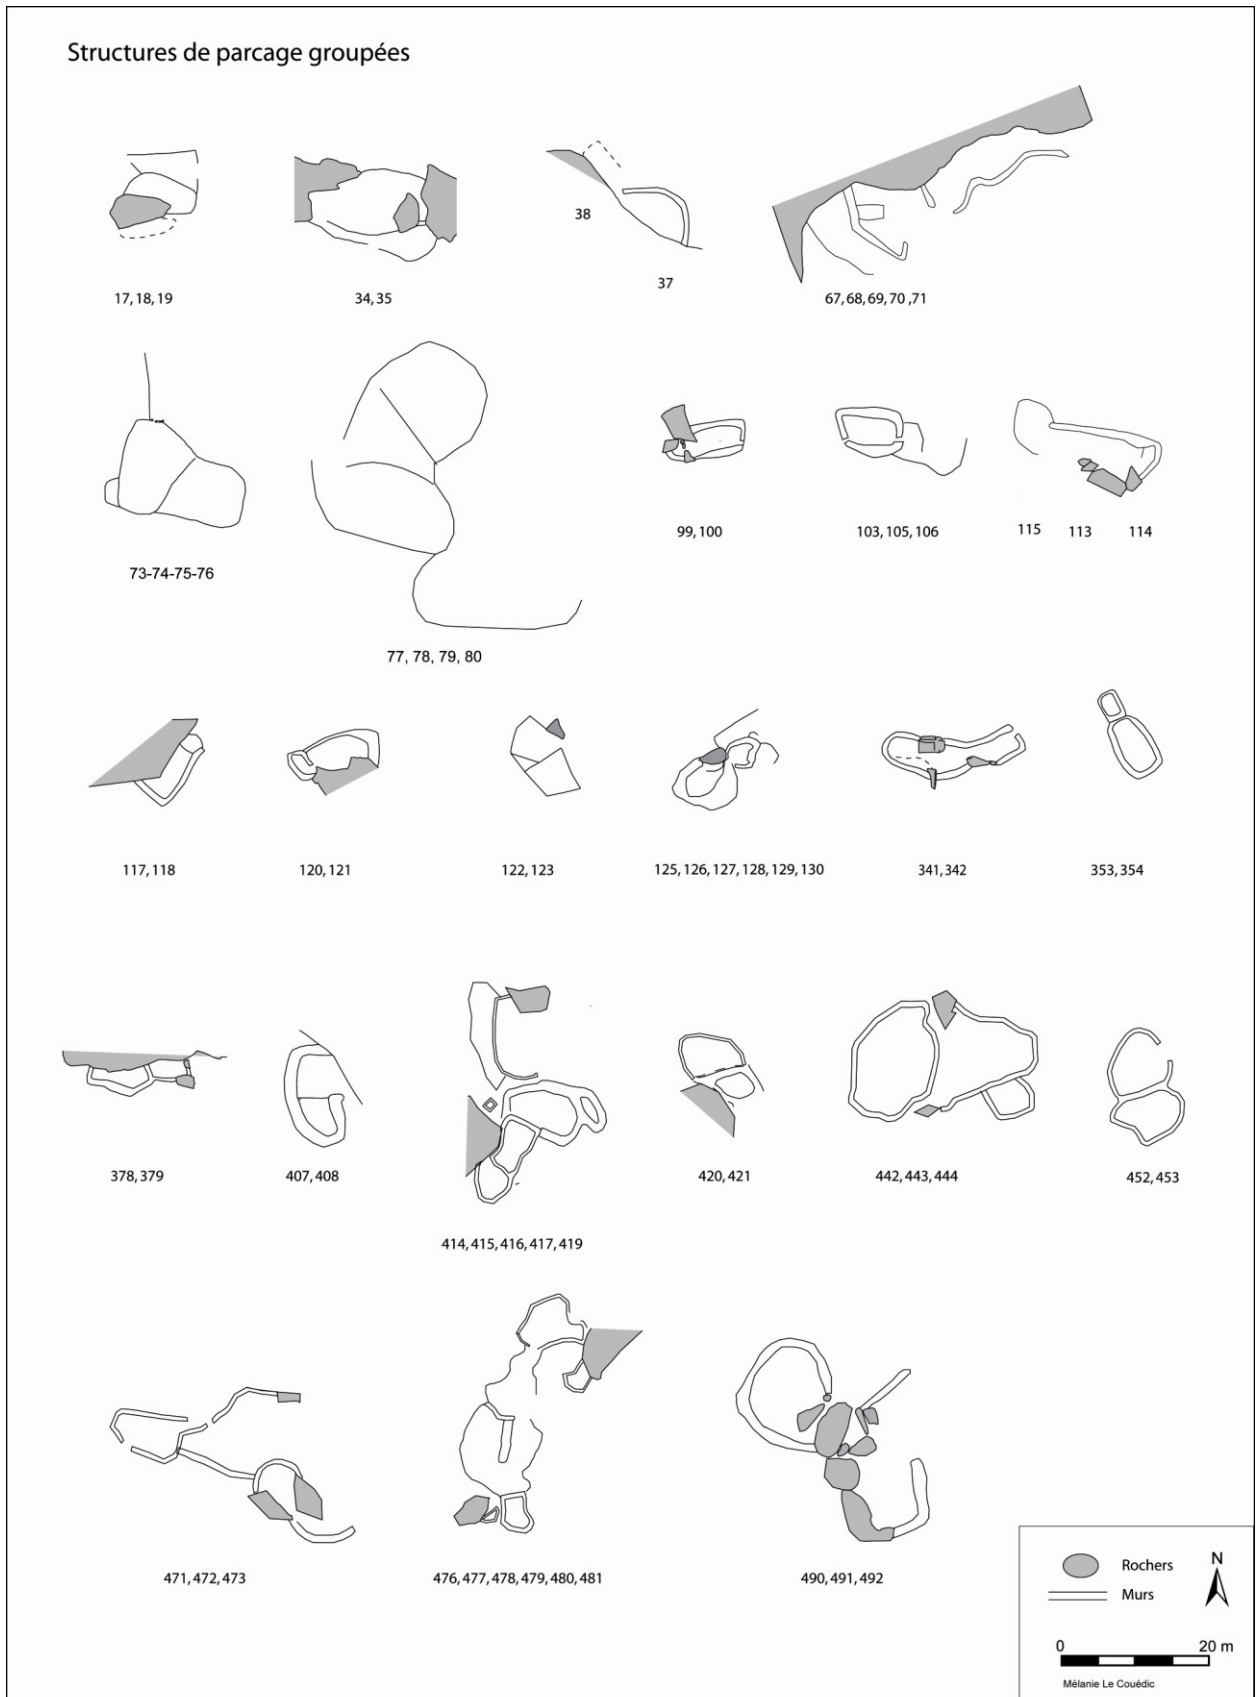 Structures de parcage groupées
17, 18, 19
34, 35
38
37
67, 68, 69, 70 ,71
73-74-75-76
77, 78, 79, 80
99, 100
103, 105, 106
115
113
114
117, 118
120, 121
122, 123
125, 126, 127, 128, 129, 130
341, 342
353, 354
378, 379
407, 408
414, 415, 416, 417, 419
420, 421
442, 443, 444
452, 453
471, 472, 473
476, 477, 478, 479, 480, 481
490, 491, 492
Rochers
Murs
N
0 20 m
Mélanie Le Couédic